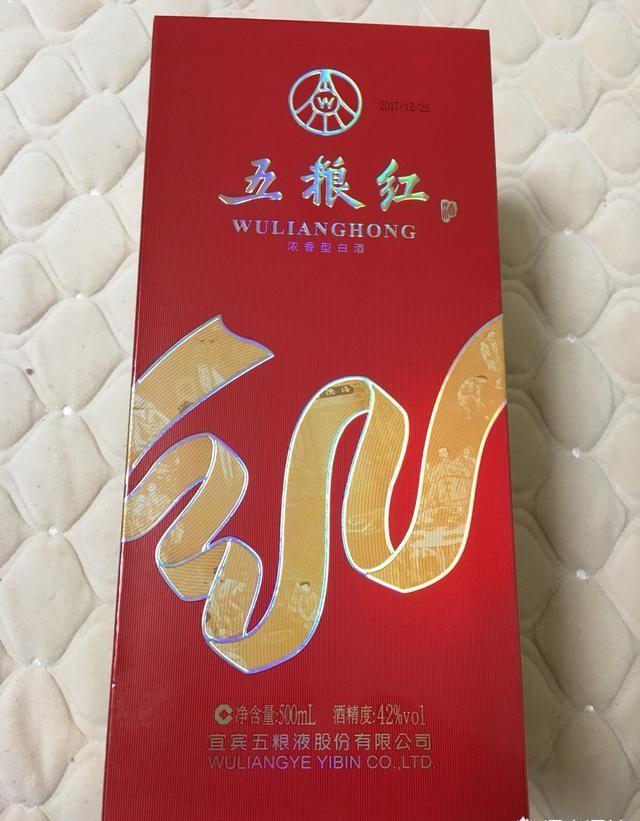 W
2017/12/26
五粮红
WULIANGHONG
浓香型白酒
净含量:500mL 酒精度:42%vol
宜宾五粮液股份有限公司
WULIANGYE YIBIN CO.,LTD.